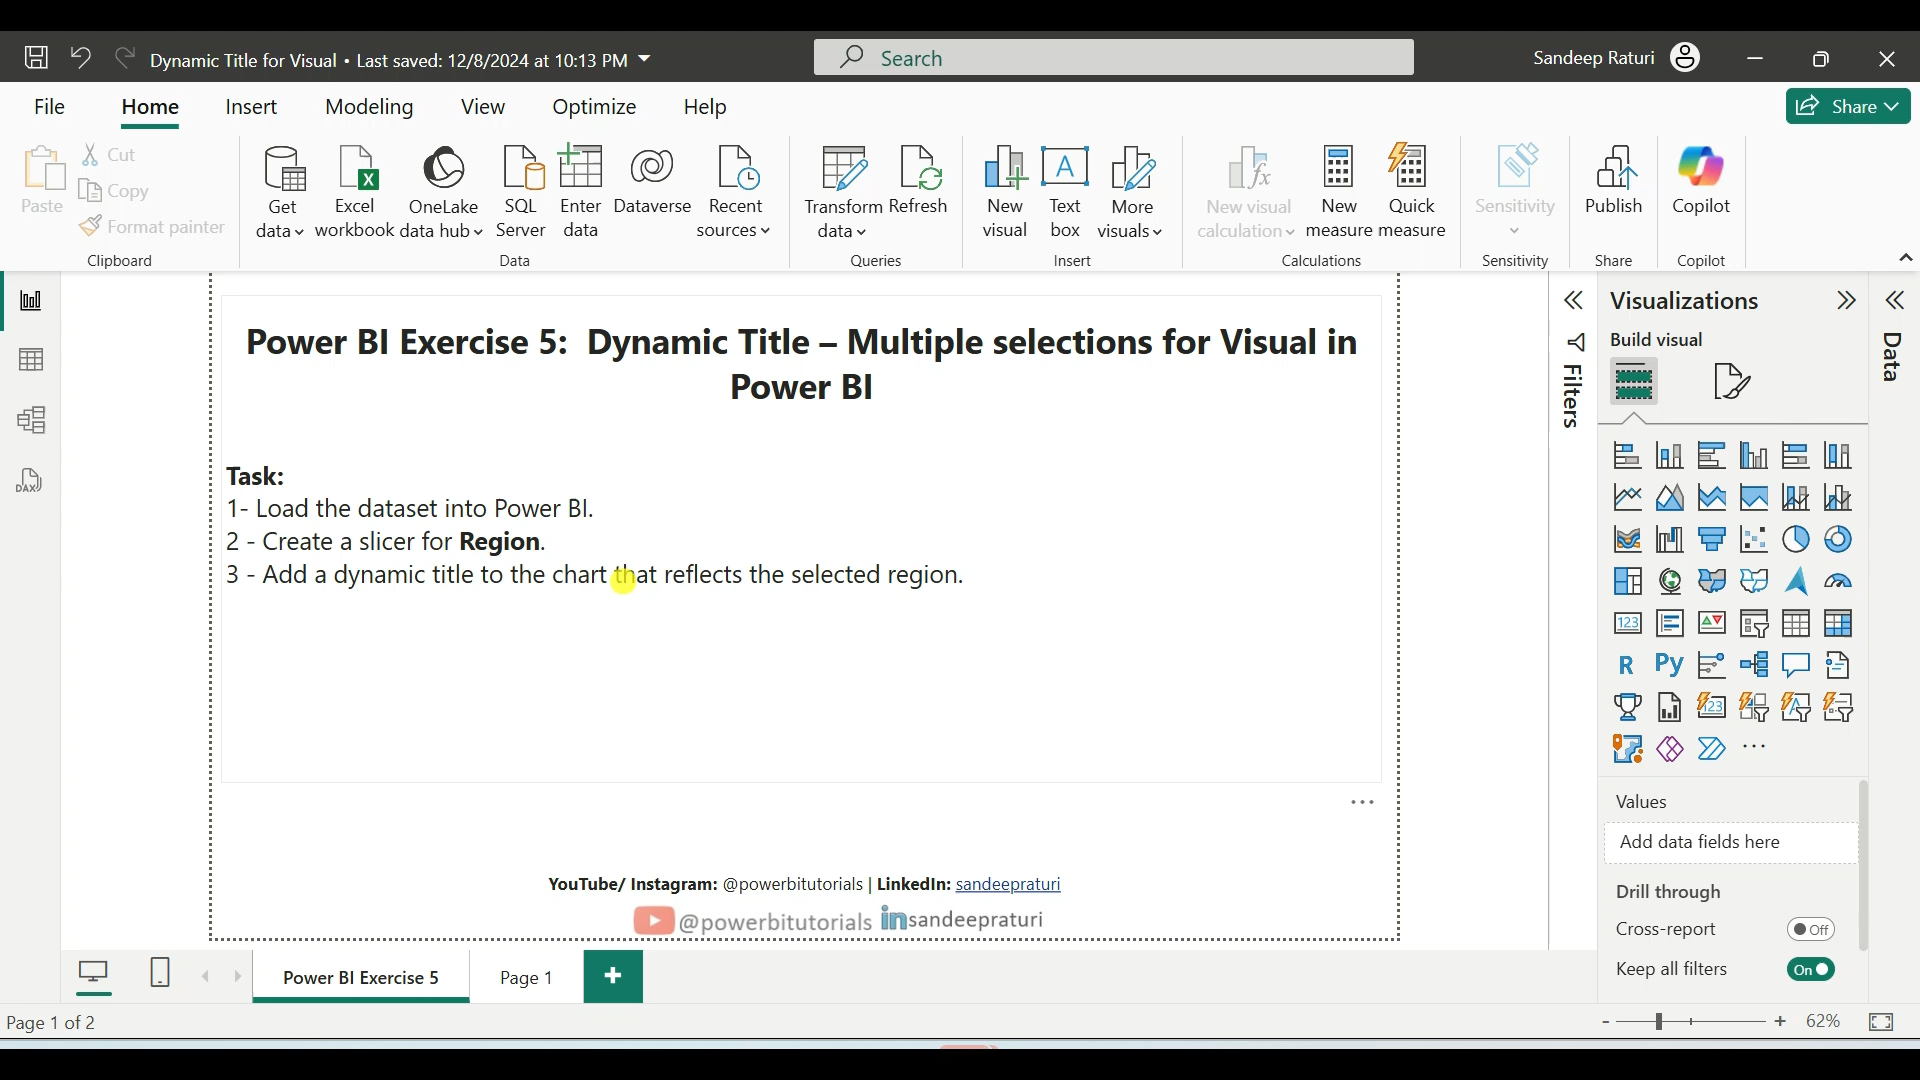 Dynamic Title for Visual • Last saved: 12/8/2024 at 10:13 PM
Search
Sandeep Raturi
File
Home
Insert
Modeling
View
Optimize
Help
Share
Paste
Cut
Copy
Format painter
Clipboard
Get data
Excel workbook
OneLake data hub
SQL Server
Enter data
Dataverse
Recent sources
Data
Transform data
Refresh
Queries
New visual
Text box
More visuals
Insert
New visual calculation
New measure
Quick measure
Calculations
Sensitivity
Sensitivity
Publish
Share
Copilot
Copilot
DAX
Power BI Exercise 5: Dynamic Title – Multiple selections for Visual in
Power BI
Task:
1- Load the dataset into Power BI.
2 - Create a slicer for Region.
3 - Add a dynamic title to the chart that reflects the selected region.
YouTube/ Instagram: @powerbitutorials | LinkedIn: sandeepraturi
@powerbitutorials in sandeepraturi
Filters
Visualizations
Build visual
123
R
Py
123
Values
Add data fields here
Drill through
Cross-report
Off
Keep all filters
On
Data
Power BI Exercise 5
Page 1
+
Page 1 of 2
- + 62%